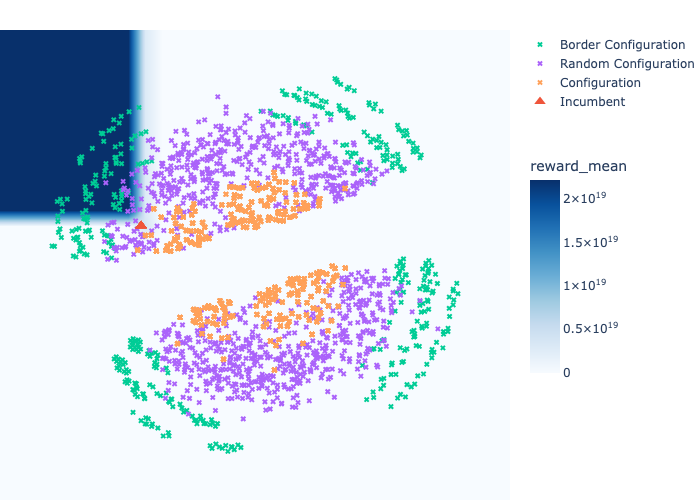 Border Configuration
Random Configuration
Configuration
Incumbent
reward_mean
2×10¹⁹
1.5×10¹⁹
1×10¹⁹
0.5×10¹⁹
0